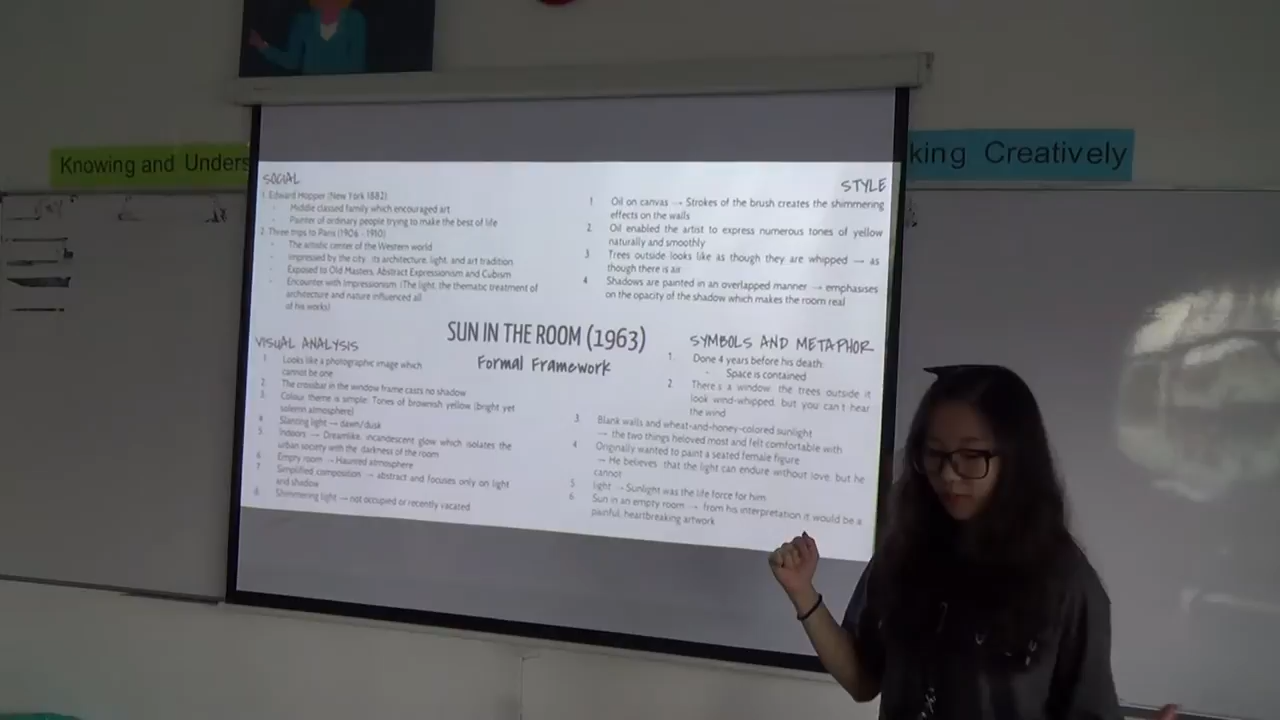 Knowing and Unders
king Creatively
SOCIAL
1. Edward Hopper (New York 1882)
- Middle classed family which encouraged art
- Painter of ordinary people trying to make the best of life
2. Three trips to Paris (1906 - 1910)
- The artistic center of the Western world
- Impressed by the city, its architecture, light, and art tradition
- Exposed to Old Masters, Abstract Expressionism and Cubism
- Encounter with Impressionism (The light, the thematic treatment of
architecture and nature influenced all
of his works)
STYLE
1 Oil on canvas → Strokes of the brush creates the shimmering
effects on the walls
2 Oil enabled the artist to express numerous tones of yellow
naturally and smoothly
3 Trees outside looks like as though they are whipped → as
though there is air
4 Shadows are painted in an overlapped manner → emphasises
on the opacity of the shadow which makes the room real
SUN IN THE ROOM (1963)
Formal Framework
VISUAL ANALYSIS
1 Looks like a photographic image which
cannot be one
2. The crossbar in the window frame casts no shadow
3. Colour theme is simple: Tones of brownish yellow (bright yet
solemn atmosphere)
4. Slanting light → dawn/dusk
5. Indoors → Dreamlike, incandescent glow which isolates the
urban society with the darkness of the room
6 Empty room → Haunted atmosphere
7 Simplified composition → abstract and focuses only on light
and shadow
8. Shimmering light → not occupied or recently vacated
SYMBOLS AND METAPHOR
1. Done 4 years before his death:
- Space is contained
2. There's a window: the trees outside it
look wind-whipped, but you can't hear
the wind
3. Blank walls and wheat-and-honey-colored sunlight
→ the two things beloved most and felt comfortable with
4 Originally wanted to paint a seated female figure
→ He believes that the light can endure without love, but he
cannot
5 light → Sunlight was the life force for him
6 Sun in an empty room → from his interpretation it would be a
painful, heartbreaking artwork